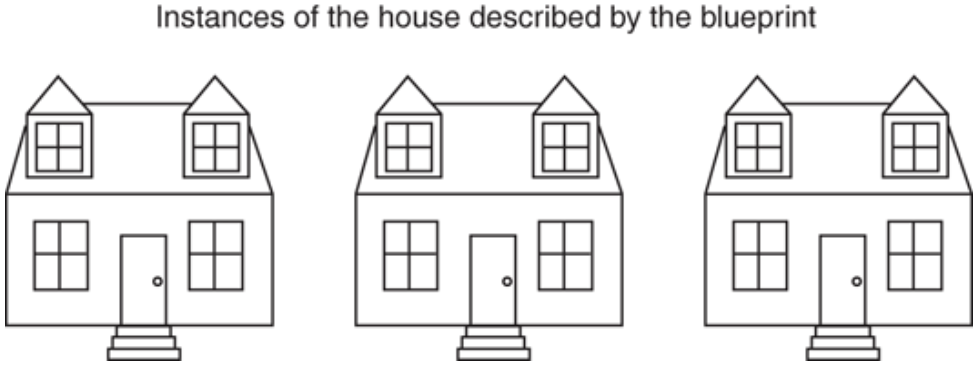 Instances of the house described by the blueprint